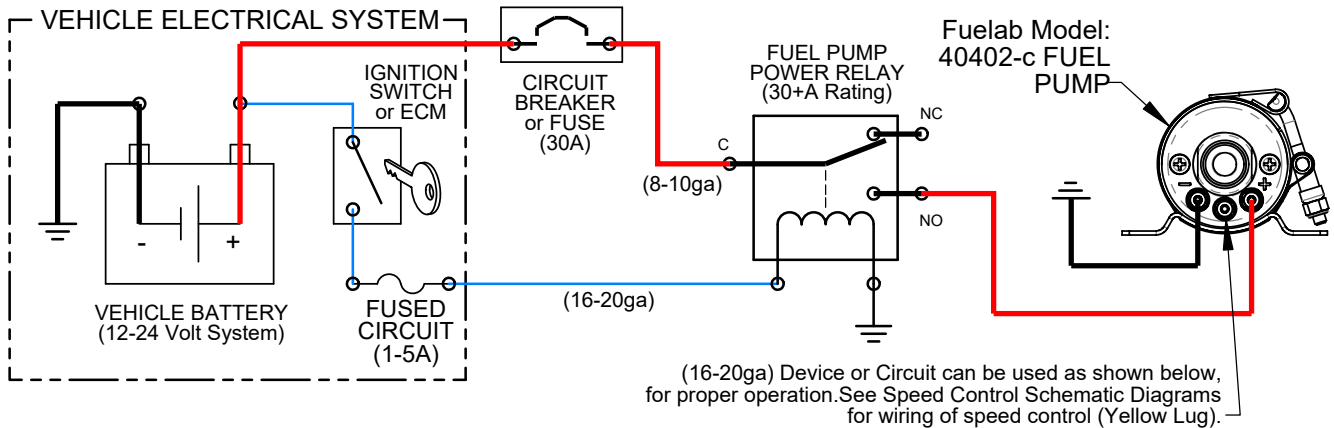 VEHICLE ELECTRICAL SYSTEM
IGNITION
SWITCH
or ECM
- +
VEHICLE BATTERY
(12-24 Volt System)
FUSED
CIRCUIT
(1-5A)
CIRCUIT
BREAKER
or FUSE
(30A)
(8-10ga)
(16-20ga)
FUEL PUMP
POWER RELAY
(30+A Rating)
C
NC
NO
Fuelab Model:
40402-c FUEL
PUMP
- +
(16-20ga) Device or Circuit can be used as shown below,
for proper operation.See Speed Control Schematic Diagrams
for wiring of speed control (Yellow Lug).